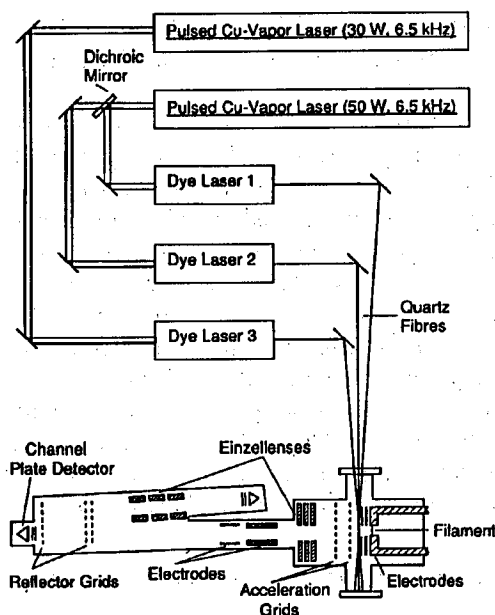 Pulsed Cu-Vapor Laser (30 W, 6.5 kHz)
Dichroic
Mirror
Pulsed Cu-Vapor Laser (50 W, 6.5 kHz)
Dye Laser 1
Dye Laser 2
Quartz
Fibres
Dye Laser 3
Channel
Plate Detector
Einzellenses
Filament
Reflector Grids
Electrodes
Acceleration
Grids
Electrodes